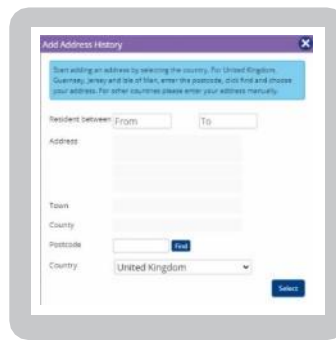 Add Address History
X
Start adding an address by selecting the country. For United Kingdom,
Guernsey, Jersey and Isle of Man, enter the postcode, click find and choose
your address. For other countries please enter your address manually.
Resident between From To
Address
Town
County
Postcode Find
Country United Kingdom
Select